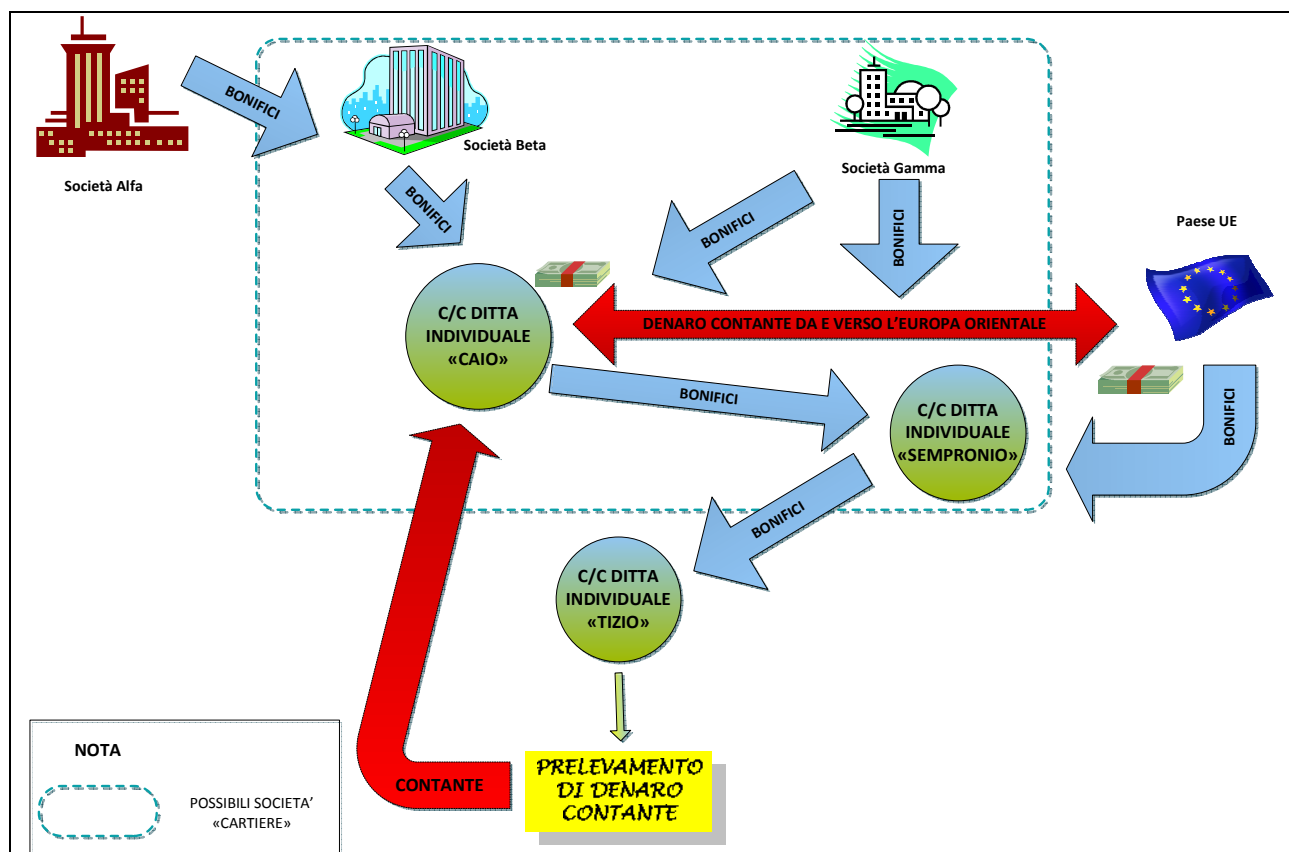 BONIFICI
Società Beta
Società Alfa
Società Gamma
BONIFICI
BONIFICI
BONIFICI
Paese UE
C/C DITTA
INDIVIDUALE
«CAIO»
DENARO CONTANTE DA E VERSO L'EUROPA ORIENTALE
BONIFICI
C/C DITTA
INDIVIDUALE
«SEMPRONIO»
BONIFICI
BONIFICI
C/C DITTA
INDIVIDUALE
«TIZIO»
NOTA
POSSIBILI SOCIETA'
«CARTIERE»
CONTANTE
PRELEVAMENTO
DI DENARO
CONTANTE